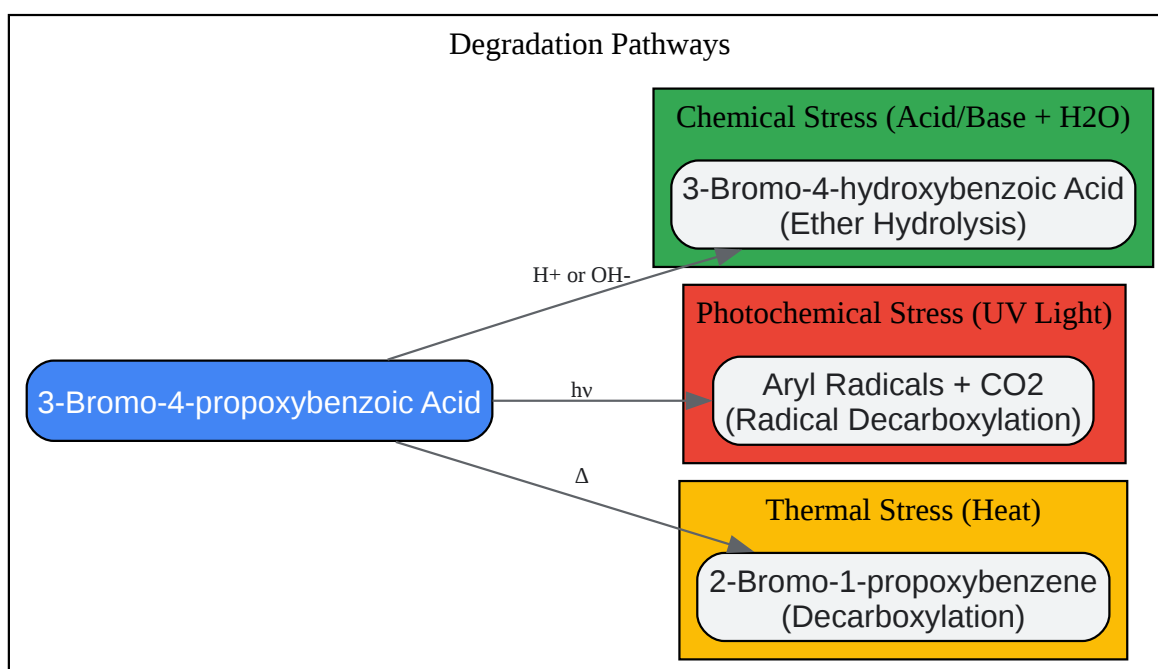 Degradation Pathways
Chemical Stress (Acid/Base + H2O)
3-Bromo-4-hydroxybenzoic Acid
(Ether Hydrolysis)
H+ or OH-
Photochemical Stress (UV Light)
3-Bromo-4-propoxybenzoic Acid
hν
Aryl Radicals + CO2
(Radical Decarboxylation)
Δ
Thermal Stress (Heat)
2-Bromo-1-propoxybenzene
(Decarboxylation)